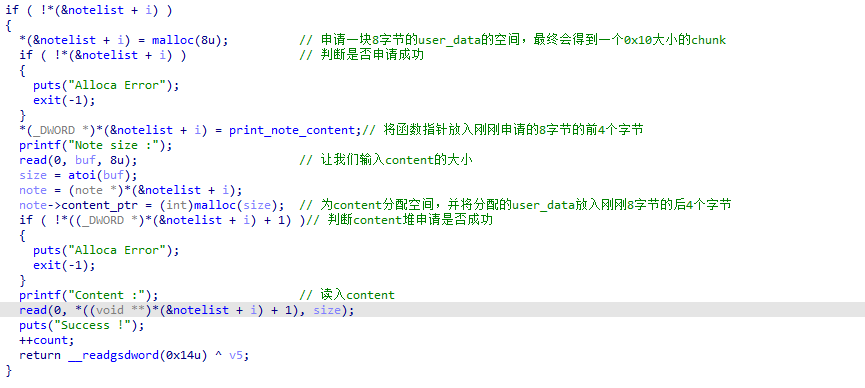 if ( !*(&notelist + i) )
{
*(&notelist + i) = malloc(8u); // 申请一块8字节的user_data的空间，最终会得到一个0x10大小的chunk
if ( !*(&notelist + i) ) // 判断是否申请成功
{
puts("Alloca Error");
exit(-1);
}
*(_DWORD *)*(&notelist + i) = print_note_content;// 将函数指针放入刚刚申请的8字节的前4个字节
printf("Note size :");
read(0, buf, 8u); // 让我们输入content的大小
size = atoi(buf);
note = (note *)*(&notelist + i);
note->content_ptr = (int)malloc(size); // 为content分配空间，并将分配的user_data放入刚刚8字节的后4个字节
if ( !*((_DWORD *)*(&notelist + i) + 1) )// 判断content堆申请是否成功
{
puts("Alloca Error");
exit(-1);
}
printf("Content :"); // 读入content
read(0, *((void **)*(&notelist + i) + 1), size);
puts("Success !");
++count;
return __readgsdword(0x14u) ^ v5;
}